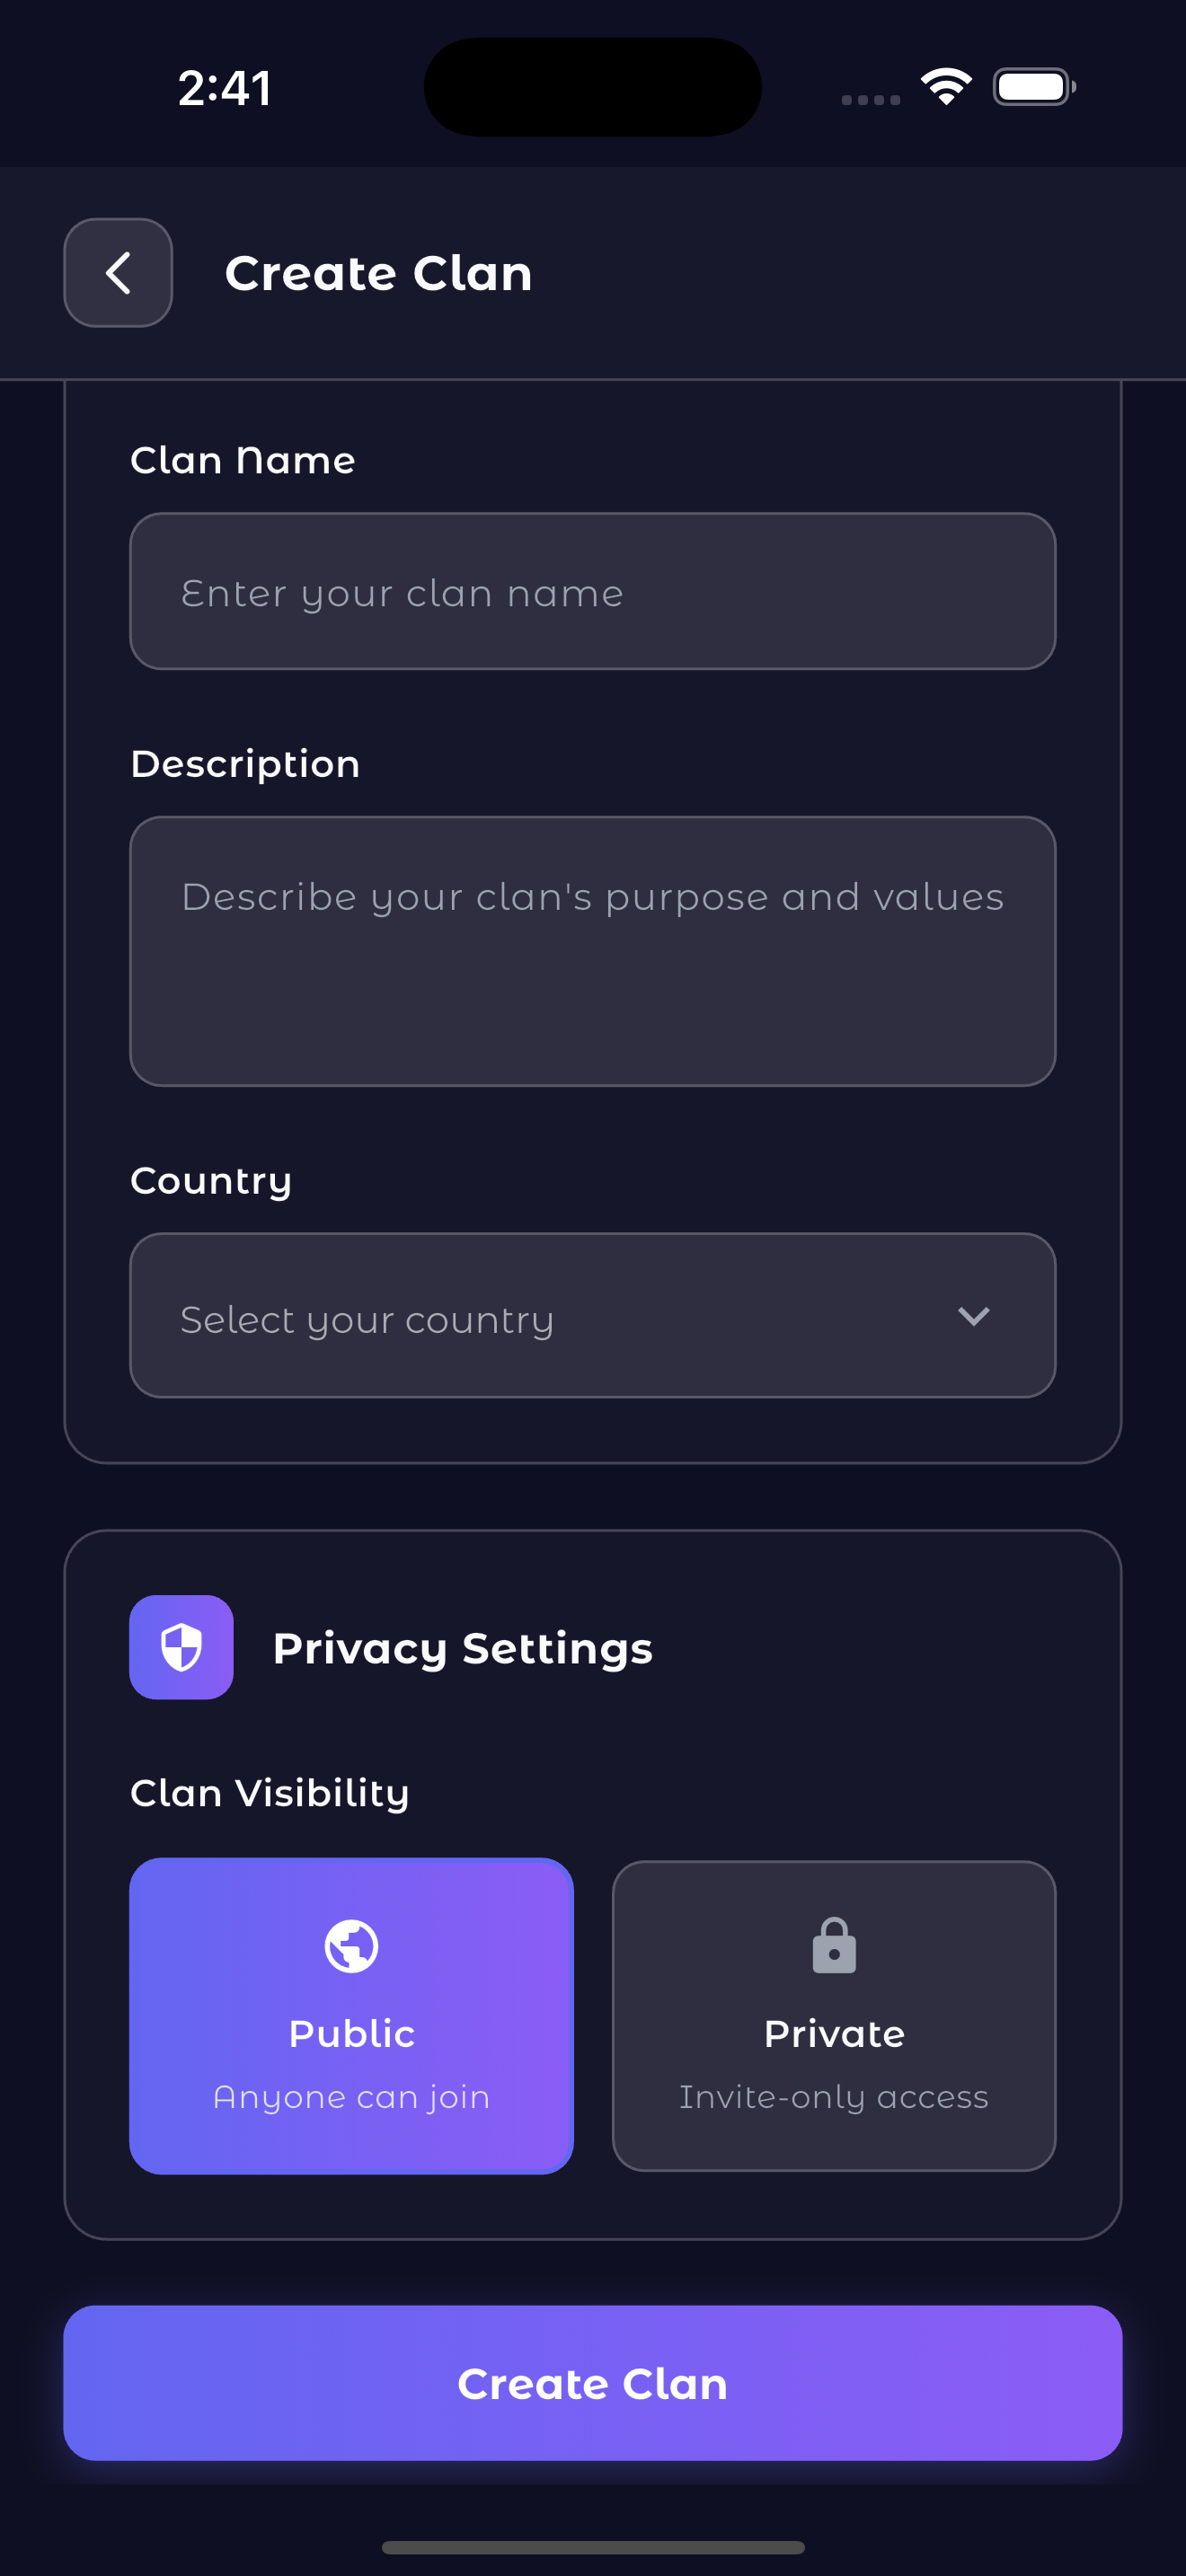 2:41
Create Clan
Clan Name
Enter your clan name
Description
Describe your clan's purpose and values
Country
Select your country
Privacy Settings
Clan Visibility
Public
Anyone can join
Private
Invite-only access
Create Clan